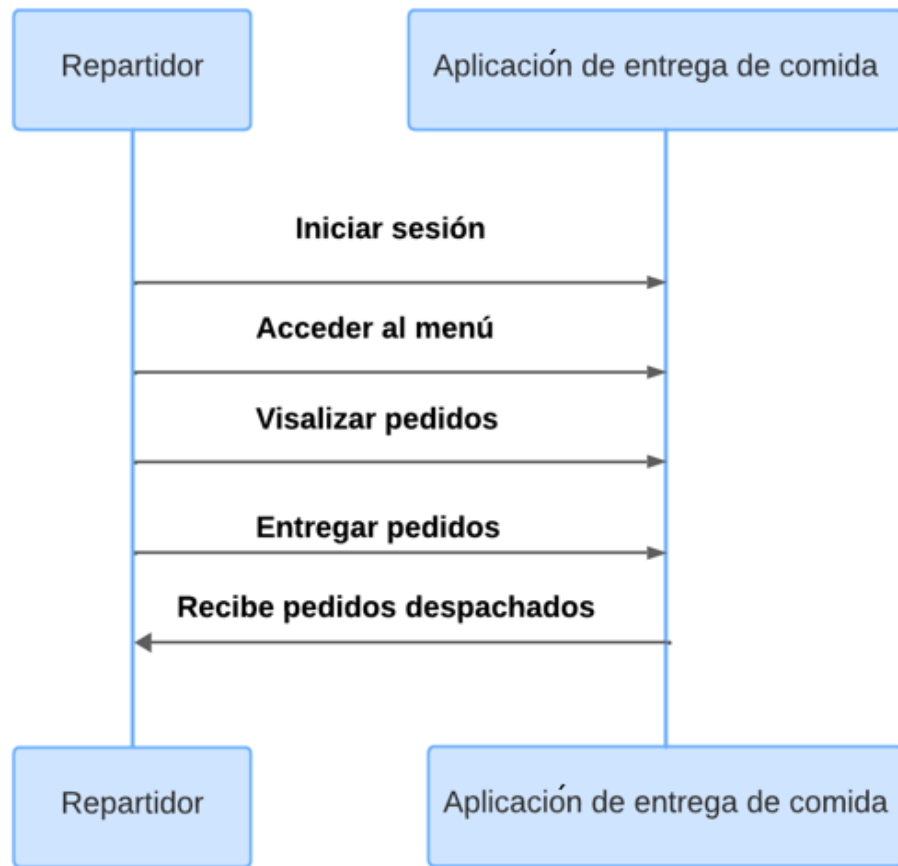 Repartidor
Aplicación de entrega de comida
Iniciar sesión
Acceder al menú
Visalizar pedidos
Entregar pedidos
Recibe pedidos despachados
Repartidor
Aplicación de entrega de comida